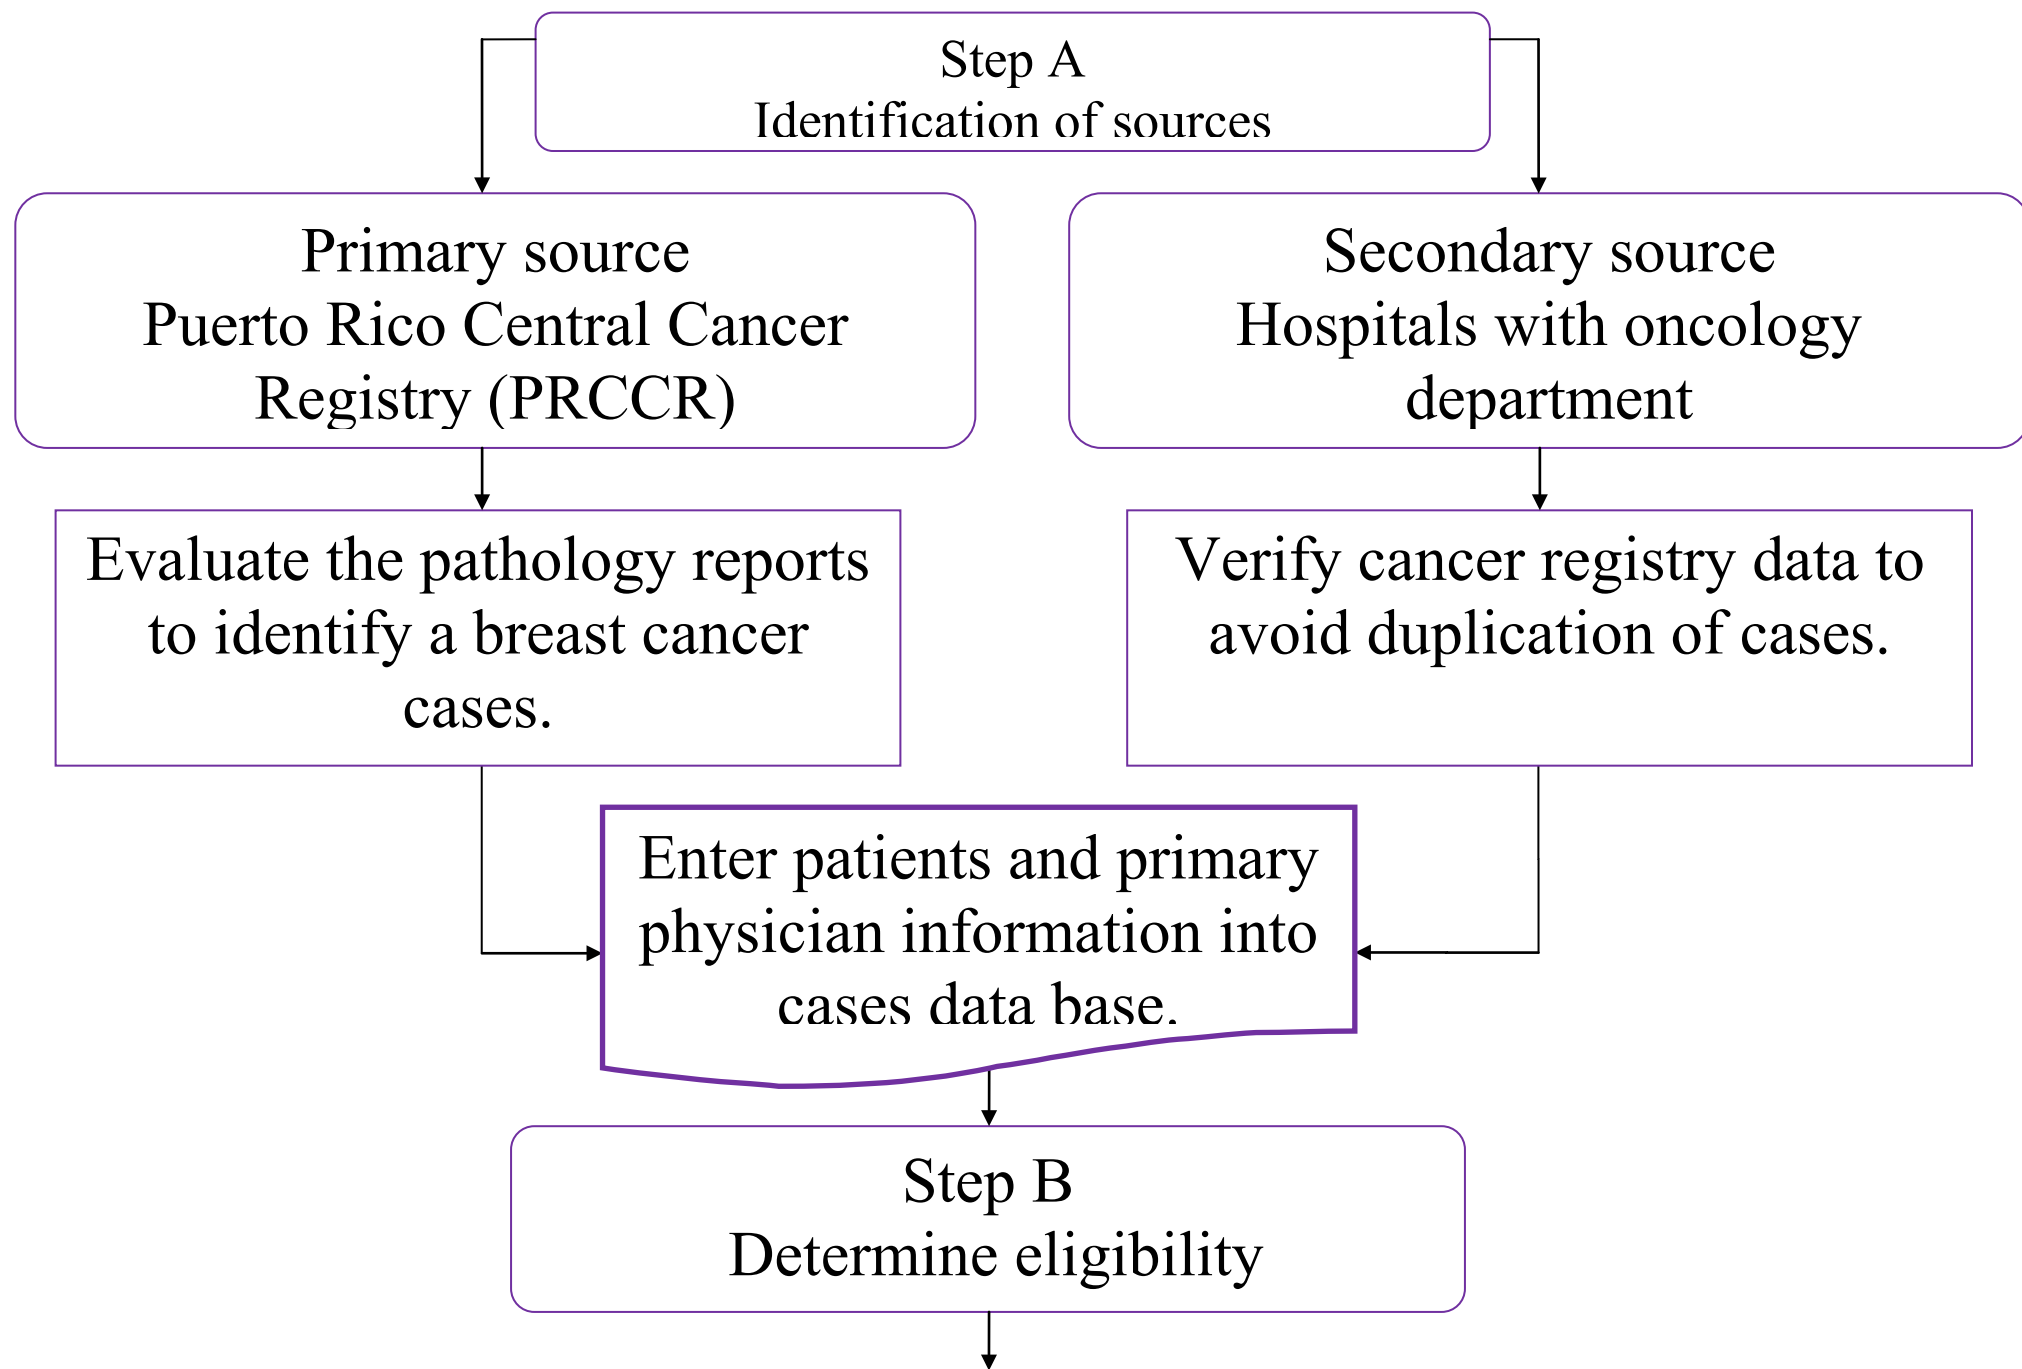 Step A
Identification of sources
Primary source
Puerto Rico Central Cancer
Registry (PRCCR)
Secondary source
Hospitals with oncology
department
Evaluate the pathology reports
to identify a breast cancer
cases.
Verify cancer registry data to
avoid duplication of cases.
Enter patients and primary
physician information into
cases data base.
Step B
Determine eligibility